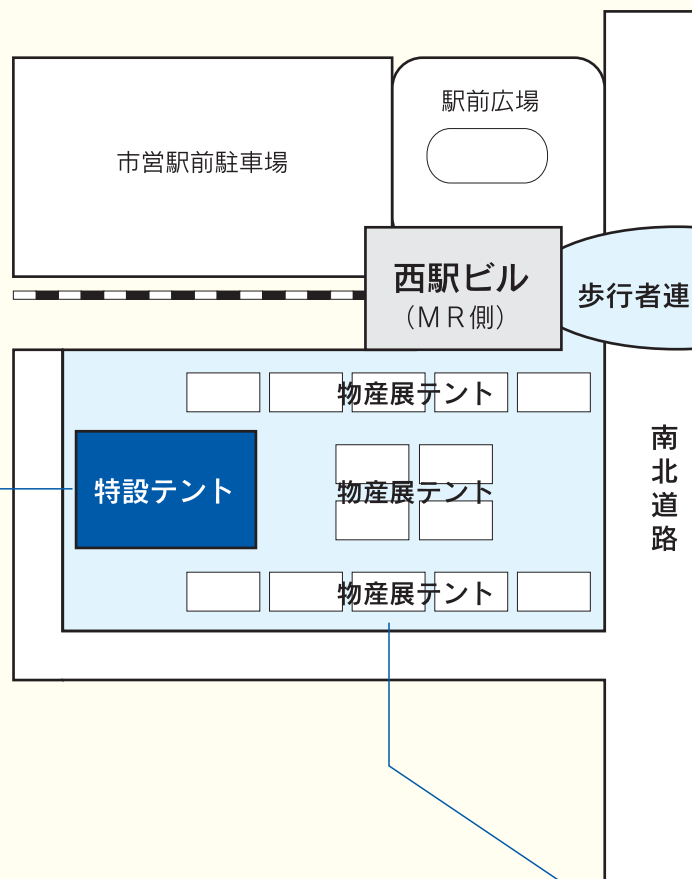 駅前広場
市営駅前駐車場
西駅ビル
（ＭＲ側）
歩行者連
物産展テント
南北道路
特設テント
物産展テント
物産展テント